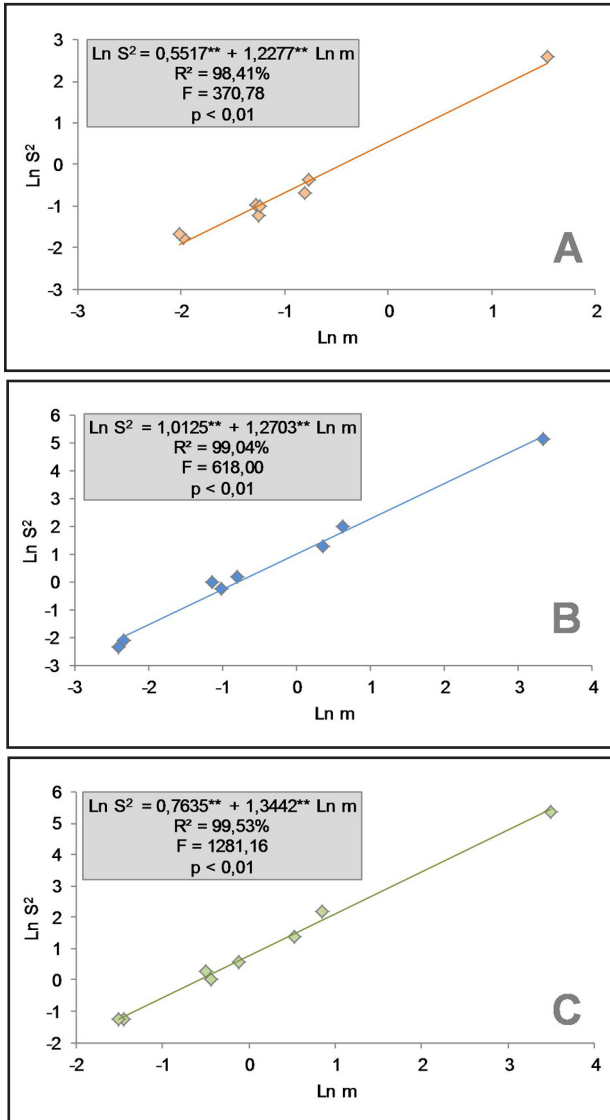 Ln S² = 0,5517** + 1,2277** Ln m
R² = 98,41%
F = 370,78
p < 0,01
3
2
1
0
-1
-2
-3
Ln S²
-3 -2 -1 0 1 2
Ln m
A
Ln S² = 1,0125** + 1,2703** Ln m
R² = 99,04%
F = 618,00
p < 0,01
6
5
4
3
2
1
0
-1
-2
-3
Ln S²
-3 -2 -1 0 1 2 3 4
Ln m
B
Ln S² = 0,7635** + 1,3442** Ln m
R² = 99,53%
F = 1281,16
p < 0,01
6
5
4
3
2
1
0
-1
-2
Ln S²
-2 -1 0 1 2 3 4
Ln m
C